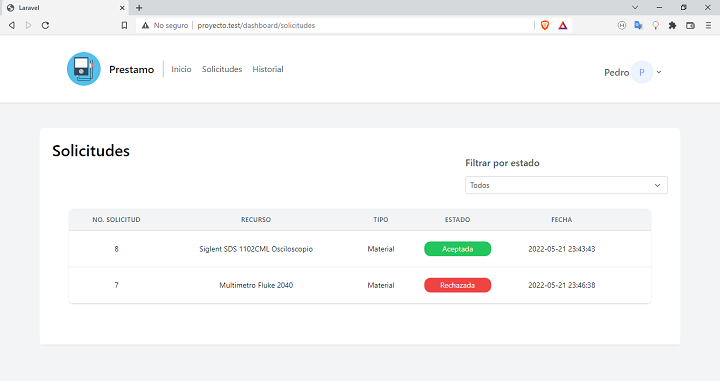 Laravel
No seguro proyecto.test/dashboard/solicitudes
Prestamo Inicio Solicitudes Historial Pedro P
Solicitudes
Filtrar por estado
Todos
NO. SOLICITUD RECURSO TIPO ESTADO FECHA
8 Siglent SDS 1102CML Osciloscopio Material Aceptada 2022-05-21 23:43:43
7 Multimetro Fluke 2040 Material Rechazada 2022-05-21 23:46:38